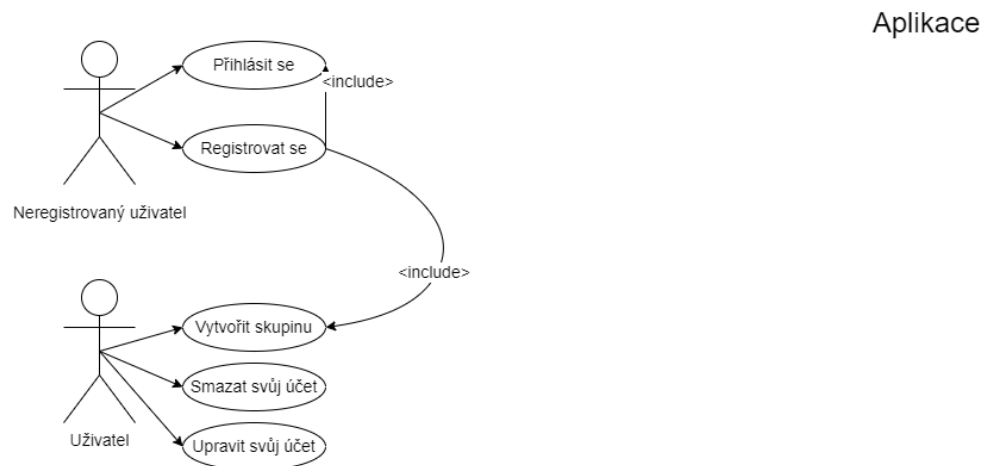 Aplikace
Přihlásit se
<include>
Registrovat se
Neregistrovaný uživatel
<include>
Vytvořit skupinu
Smazat svůj účet
Uživatel
Upravit svůj účet